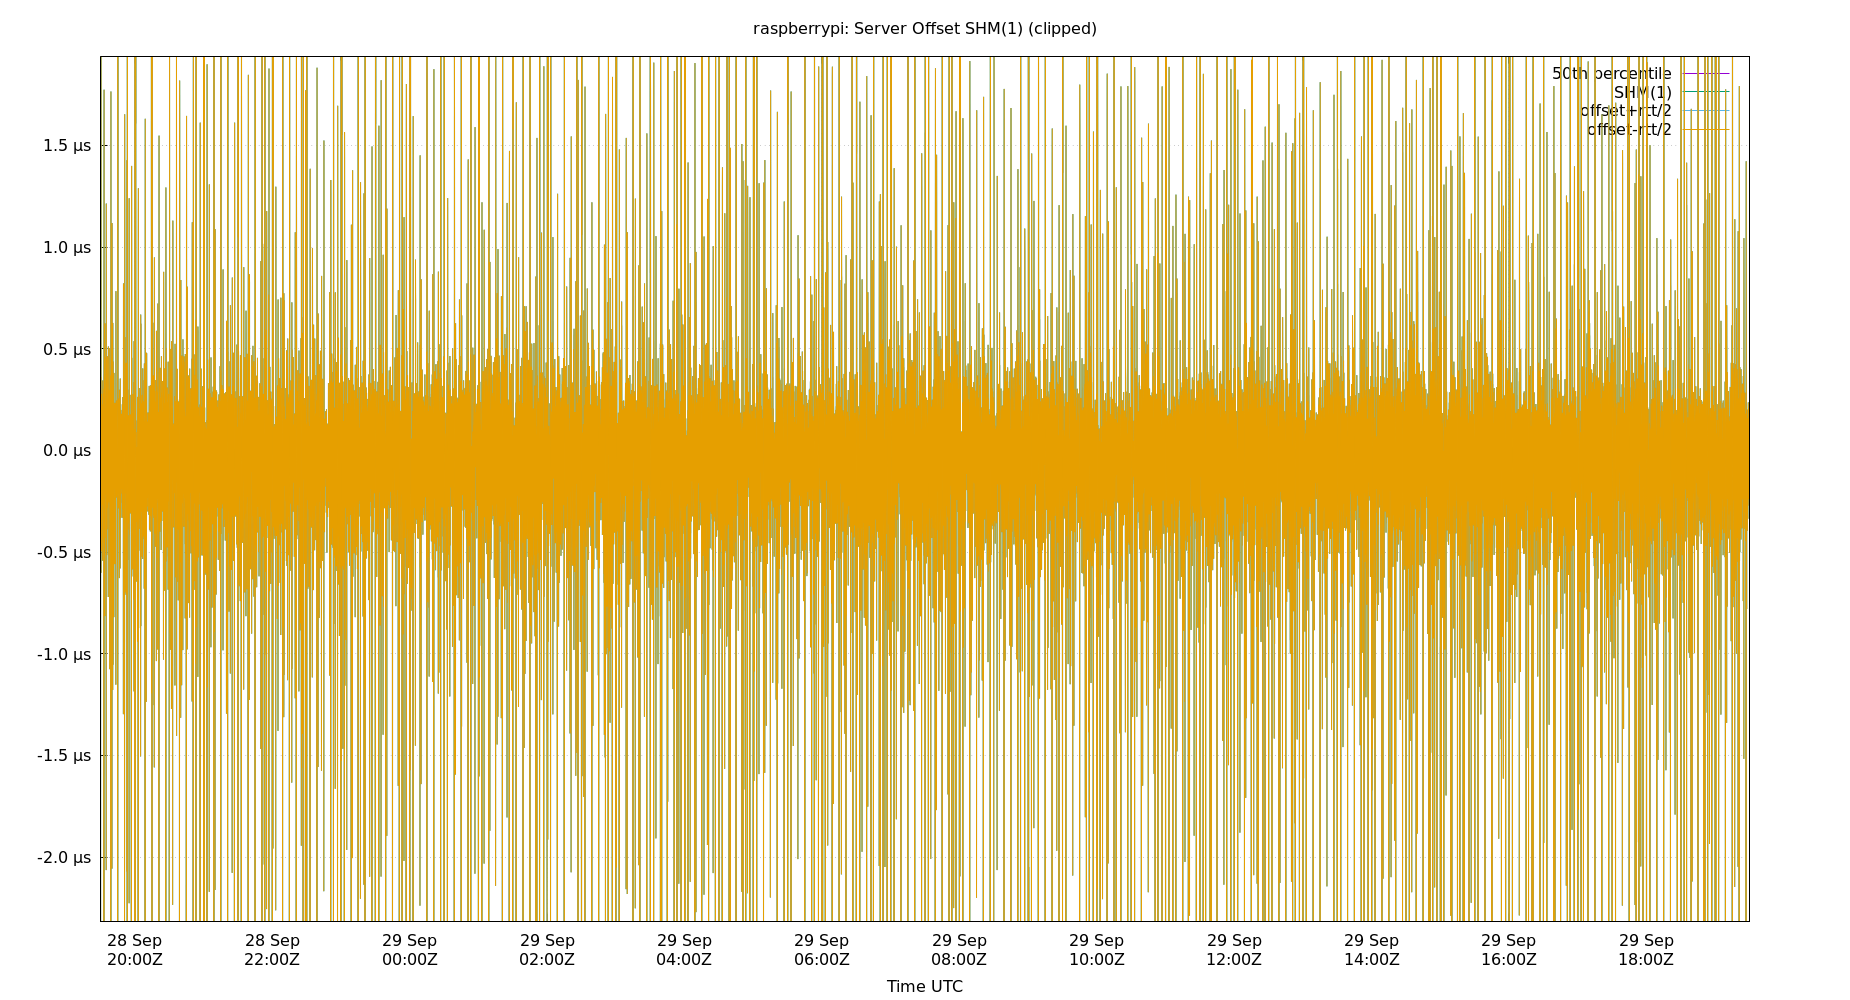 raspberrypi: Server Offset SHM(1) (clipped)
50th percentile
SHM(1)
offset+rtt/2
offset-rtt/2
1.5 µs
1.0 µs
0.5 µs
0.0 µs
-0.5 µs
-1.0 µs
-1.5 µs
-2.0 µs
28 Sep 28 Sep 29 Sep 29 Sep 29 Sep 29 Sep 29 Sep 29 Sep 29 Sep 29 Sep 29 Sep 29 Sep
20:00Z 22:00Z 00:00Z 02:00Z 04:00Z 06:00Z 08:00Z 10:00Z 12:00Z 14:00Z 16:00Z 18:00Z
Time UTC